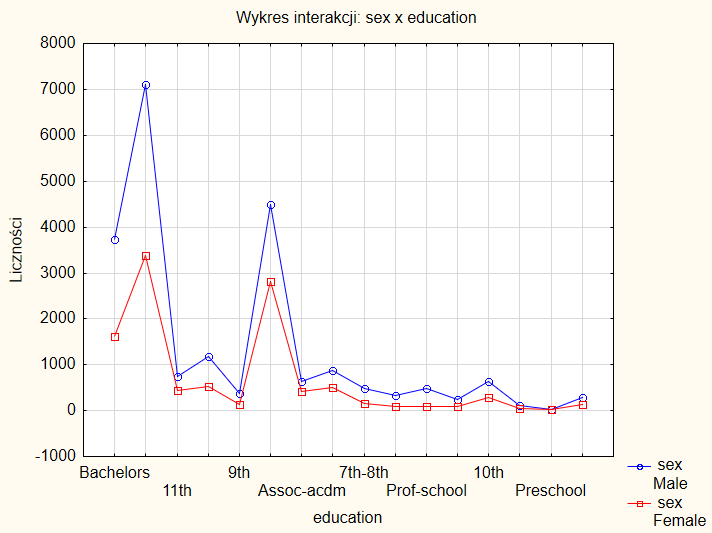 Wykres interakcji: sex x education
8000
7000
6000
5000
4000
3000
2000
1000
0
-1000
Liczności
Bachelors 9th 7th-8th 10th
11th Assoc-acdm Prof-school Preschool
education
sex
Male
sex
Female